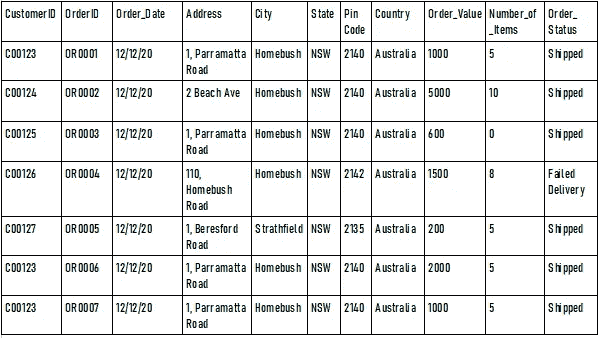 CustomerID OrderID Order_Date Address City State Pin Code Country Order_Value Number_of_Items Order_Status
C00123 OR0001 12/12/20 1, Parramatta Road Homebush NSW 2140 Australia 1000 5 Shipped
C00124 OR0002 12/12/20 2 Beach Ave Homebush NSW 2140 Australia 5000 10 Shipped
C00125 OR0003 12/12/20 1, Parramatta Road Homebush NSW 2140 Australia 600 0 Shipped
C00126 OR0004 12/12/20 110, Homebush Road Homebush NSW 2142 Australia 1500 8 Failed Delivery
C00127 OR0005 12/12/20 1, Beresford Road Strathfield NSW 2135 Australia 200 5 Shipped
C00123 OR0006 12/12/20 1, Parramatta Road Homebush NSW 2140 Australia 2000 5 Shipped
C00123 OR0007 12/12/20 1, Parramatta Road Homebush NSW 2140 Australia 1000 5 Shipped